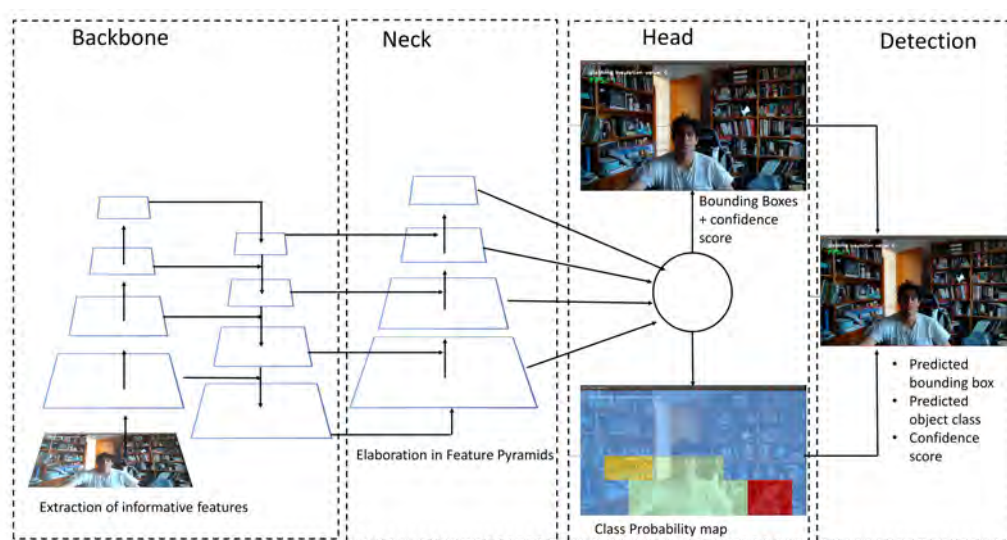 Backbone
Neck
Head
Detection
Bounding Boxes
+ confidence
score
• Predicted
bounding box
• Predicted
object class
• Confidence
score
Elaboration in Feature Pyramids
Extraction of informative features
Class Probability map